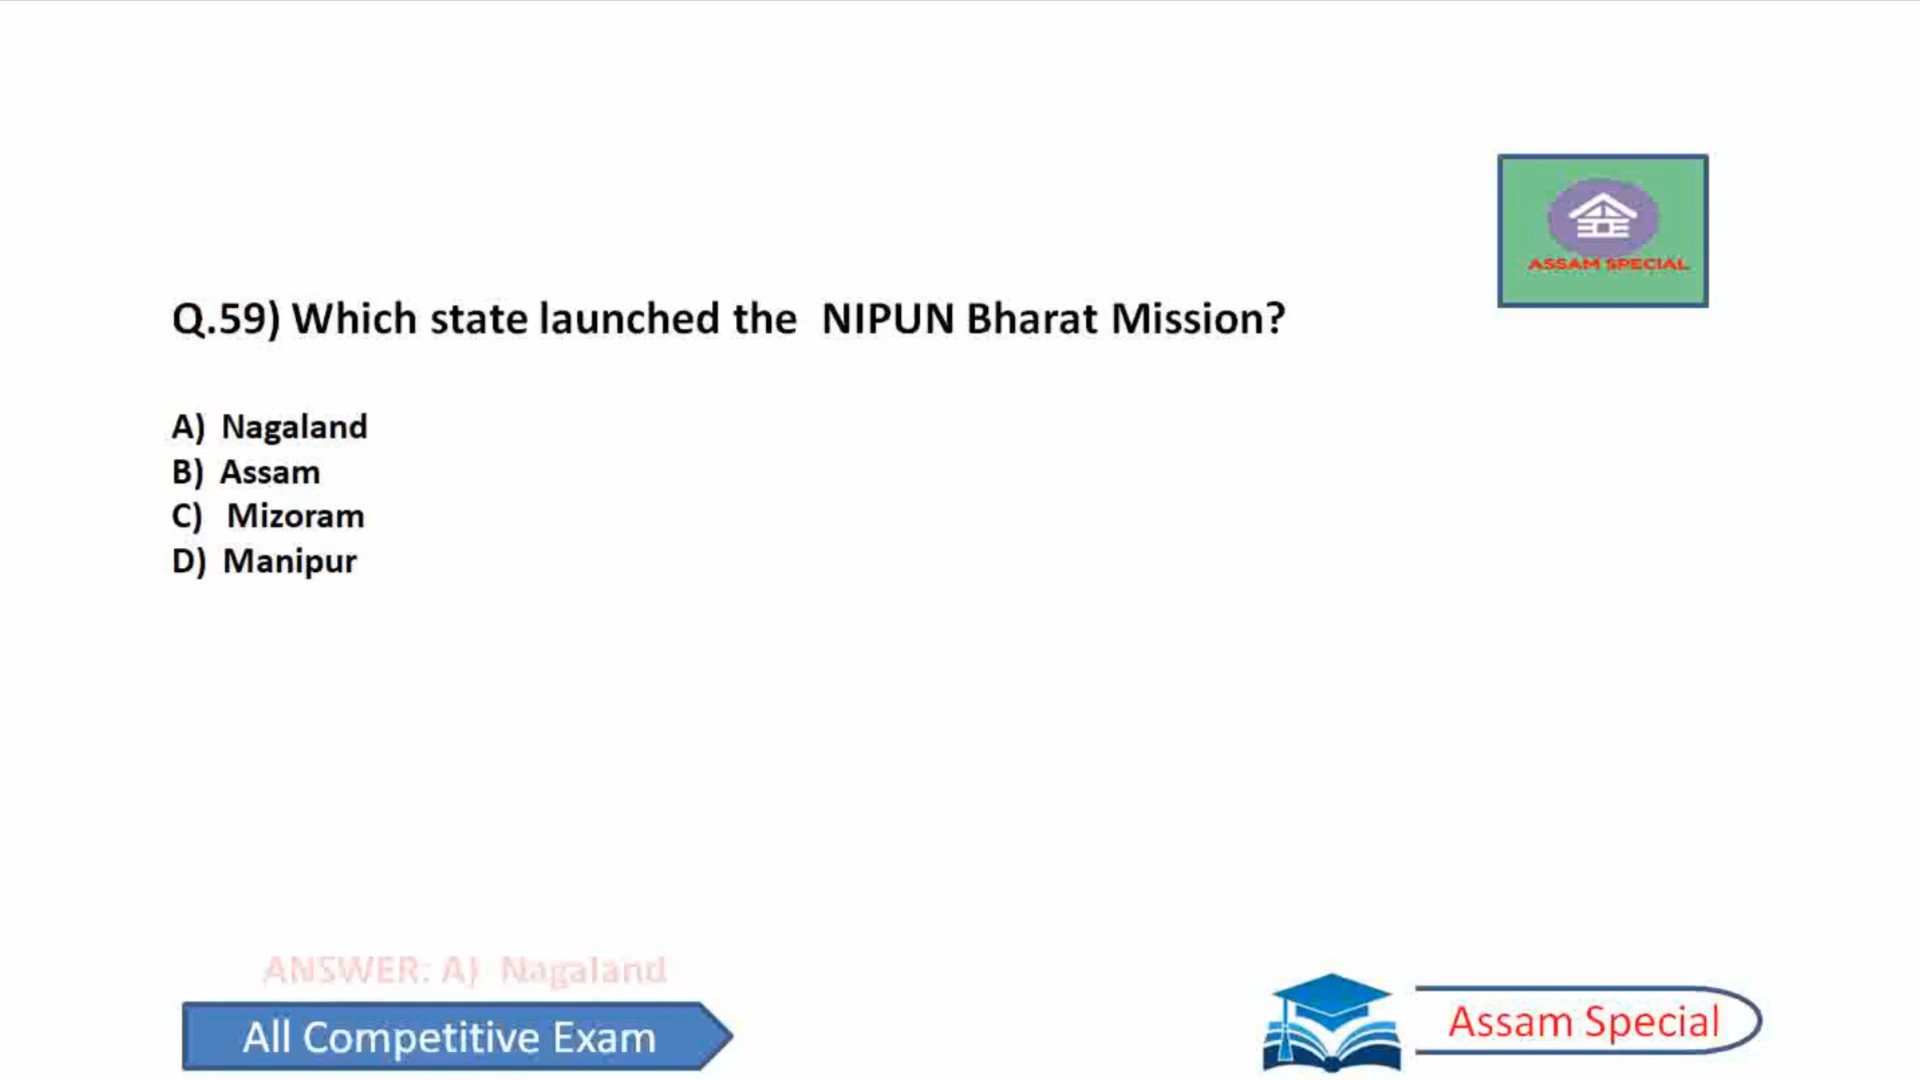 ASSAM SPECIAL
Q.59) Which state launched the NIPUN Bharat Mission?
A) Nagaland
B) Assam
C) Mizoram
D) Manipur
ANSWER: A) Nagaland
All Competitive Exam
Assam Special